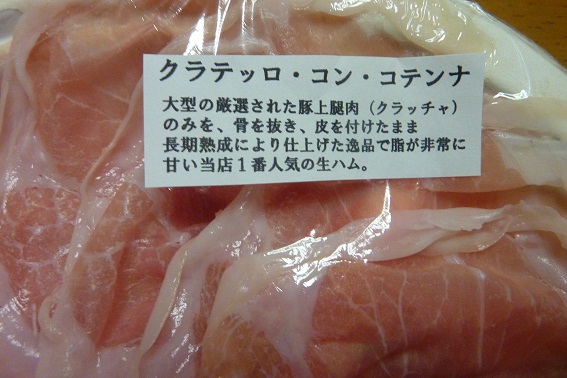 クラテッロ・コン・コテンナ
大型の厳選された豚上腿肉（クラッチャ）
のみを、骨を抜き、皮を付けたまま
長期熟成により仕上げた逸品で脂が非常に
甘い当店１番人気の生ハム。